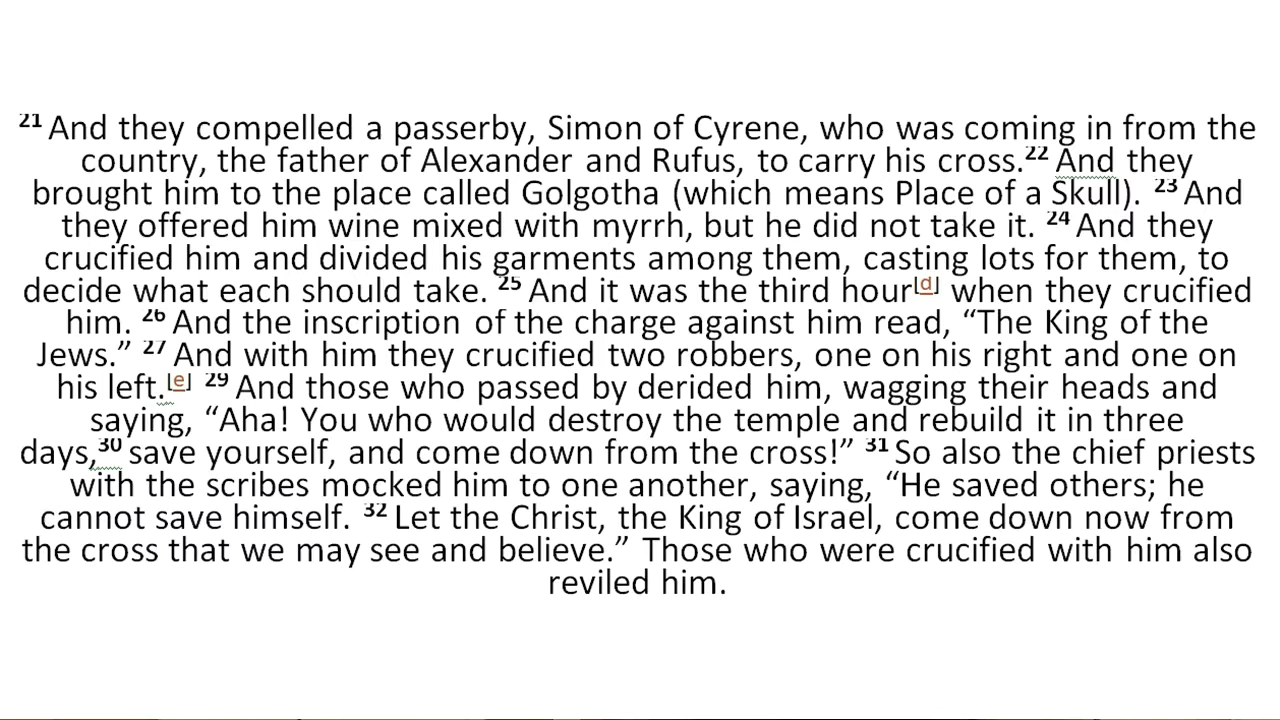 21 And they compelled a passerby, Simon of Cyrene, who was coming in from the
country, the father of Alexander and Rufus, to carry his cross.22 And they
brought him to the place called Golgotha (which means Place of a Skull). 23 And
they offered him wine mixed with myrrh, but he did not take it. 24 And they
crucified him and divided his garments among them, casting lots for them, to
decide what each should take. 25 And it was the third hour[d] when they crucified
him. 26 And the inscription of the charge against him read, “The King of the
Jews.” 27 And with him they crucified two robbers, one on his right and one on
his left.[e] 29 And those who passed by derided him, wagging their heads and
saying, “Aha! You who would destroy the temple and rebuild it in three
days,30 save yourself, and come down from the cross!” 31 So also the chief priests
with the scribes mocked him to one another, saying, “He saved others; he
cannot save himself. 32 Let the Christ, the King of Israel, come down now from
the cross that we may see and believe.” Those who were crucified with him also
reviled him.